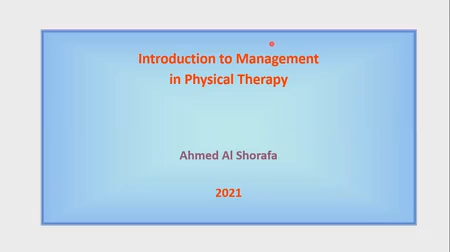 Introduction to Management
in Physical Therapy
Ahmed Al Shorafa
2021